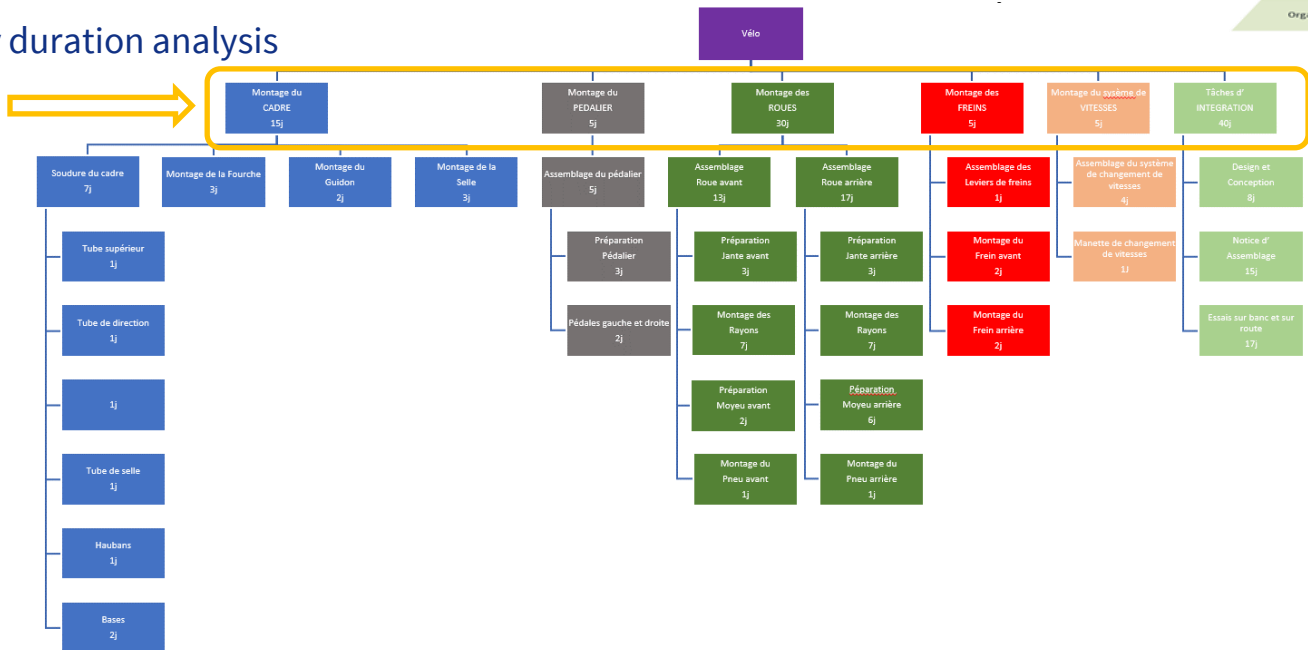 Orga
duration analysis
Vélo
Montage du
CADRE
15j
Montage du
PEDALIER
5j
Montage des
ROUES
30j
Montage des
FREINS
5j
Montage du sysème de
VITESSES
5j
Tâches d'
INTEGRATION
40j
Soudure du cadre
7j
Montage de la Fourche
3j
Montage du
Guidon
2j
Montage de la
Selle
3j
Assemblage du pédalier
5j
Assemblage
Roue avant
13j
Assemblage
Roue arrière
17j
Assemblage des
Leviers de freins
1j
Assemblage du système
de changement de
vitesses
4j
Design et
Conception
8j
Tube supérieur
1j
Préparation
Pédalier
3j
Préparation
Jante avant
3j
Préparation
Jante arrière
3j
Montage du
Frein avant
2j
Manette de changement
de vitesses
1J
Notice d'
Assemblage
15j
Tube de direction
1j
Pédales gauche et droite
2j
Montage des
Rayons
7j
Montage des
Rayons
7j
Montage du
Frein arrière
2j
Essais sur banc et sur
route
17j
1j
Préparation
Moyeu avant
2j
Péparation
Moyeu arrière
6j
Tube de selle
1j
Montage du
Pneu avant
1j
Montage du
Pneu arrière
1j
Haubans
1j
Bases
2j